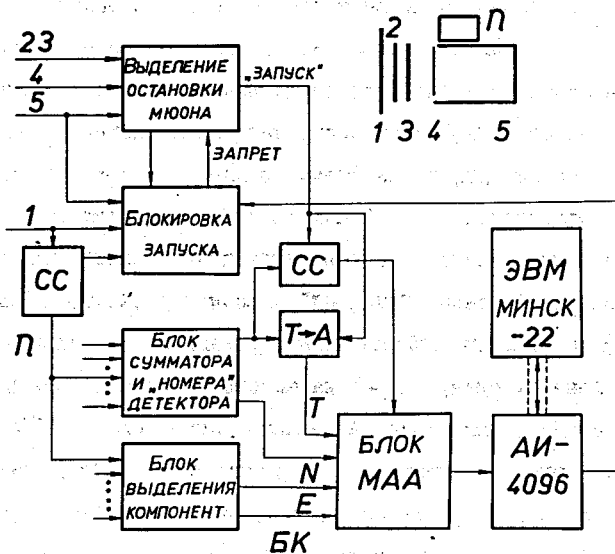 23
4
5
ВЫДЕЛЕНИЕ
ОСТАНОВКИ
МЮОНА
„ЗАПУСК"
2
П
1 3 4 5
ЗАПРЕТ
1
БЛОКИРОВКА
ЗАПУСКА
СС
СС
ЭВМ
МИНСК
-22
П
БЛОК
СУММАТОРА
И „НОМЕРА"
ДЕТЕКТОРА
Т→А
Т
БЛОК
МАА
АИ-
4096
БЛОК
ВЫДЕЛЕНИЯ
КОМПОНЕНТ
N
E
БК